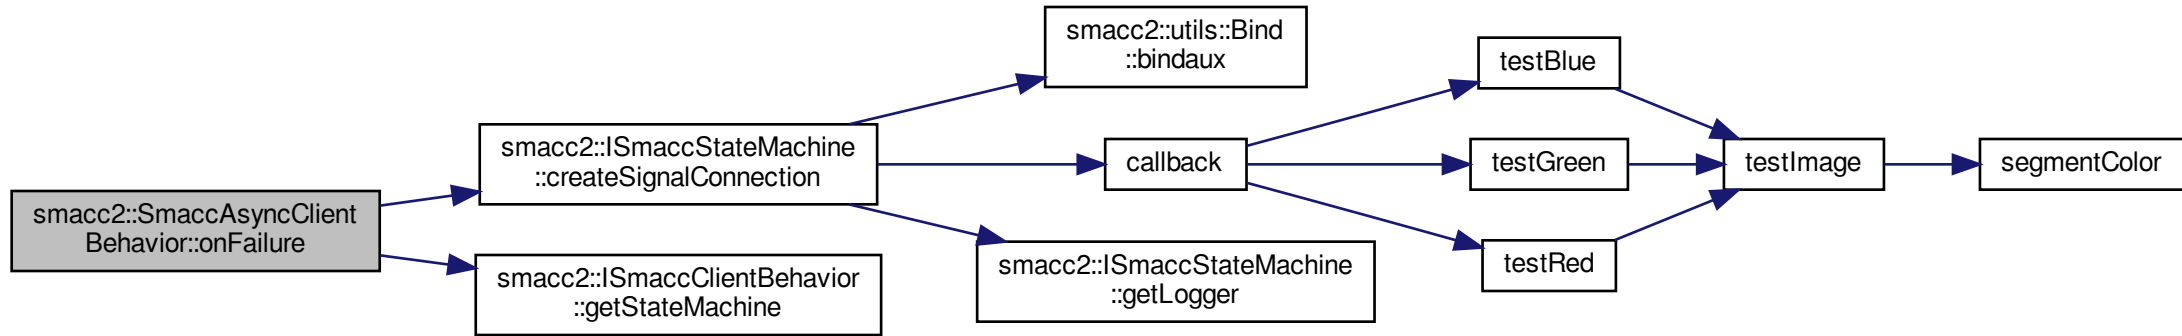 smacc2::SmaccAsyncClient
Behavior::onFailure
smacc2::ISmaccStateMachine
::createSignalConnection
smacc2::ISmaccClientBehavior
::getStateMachine
smacc2::utils::Bind
::bindaux
callback
smacc2::ISmaccStateMachine
::getLogger
testBlue
testGreen
testRed
testImage
segmentColor